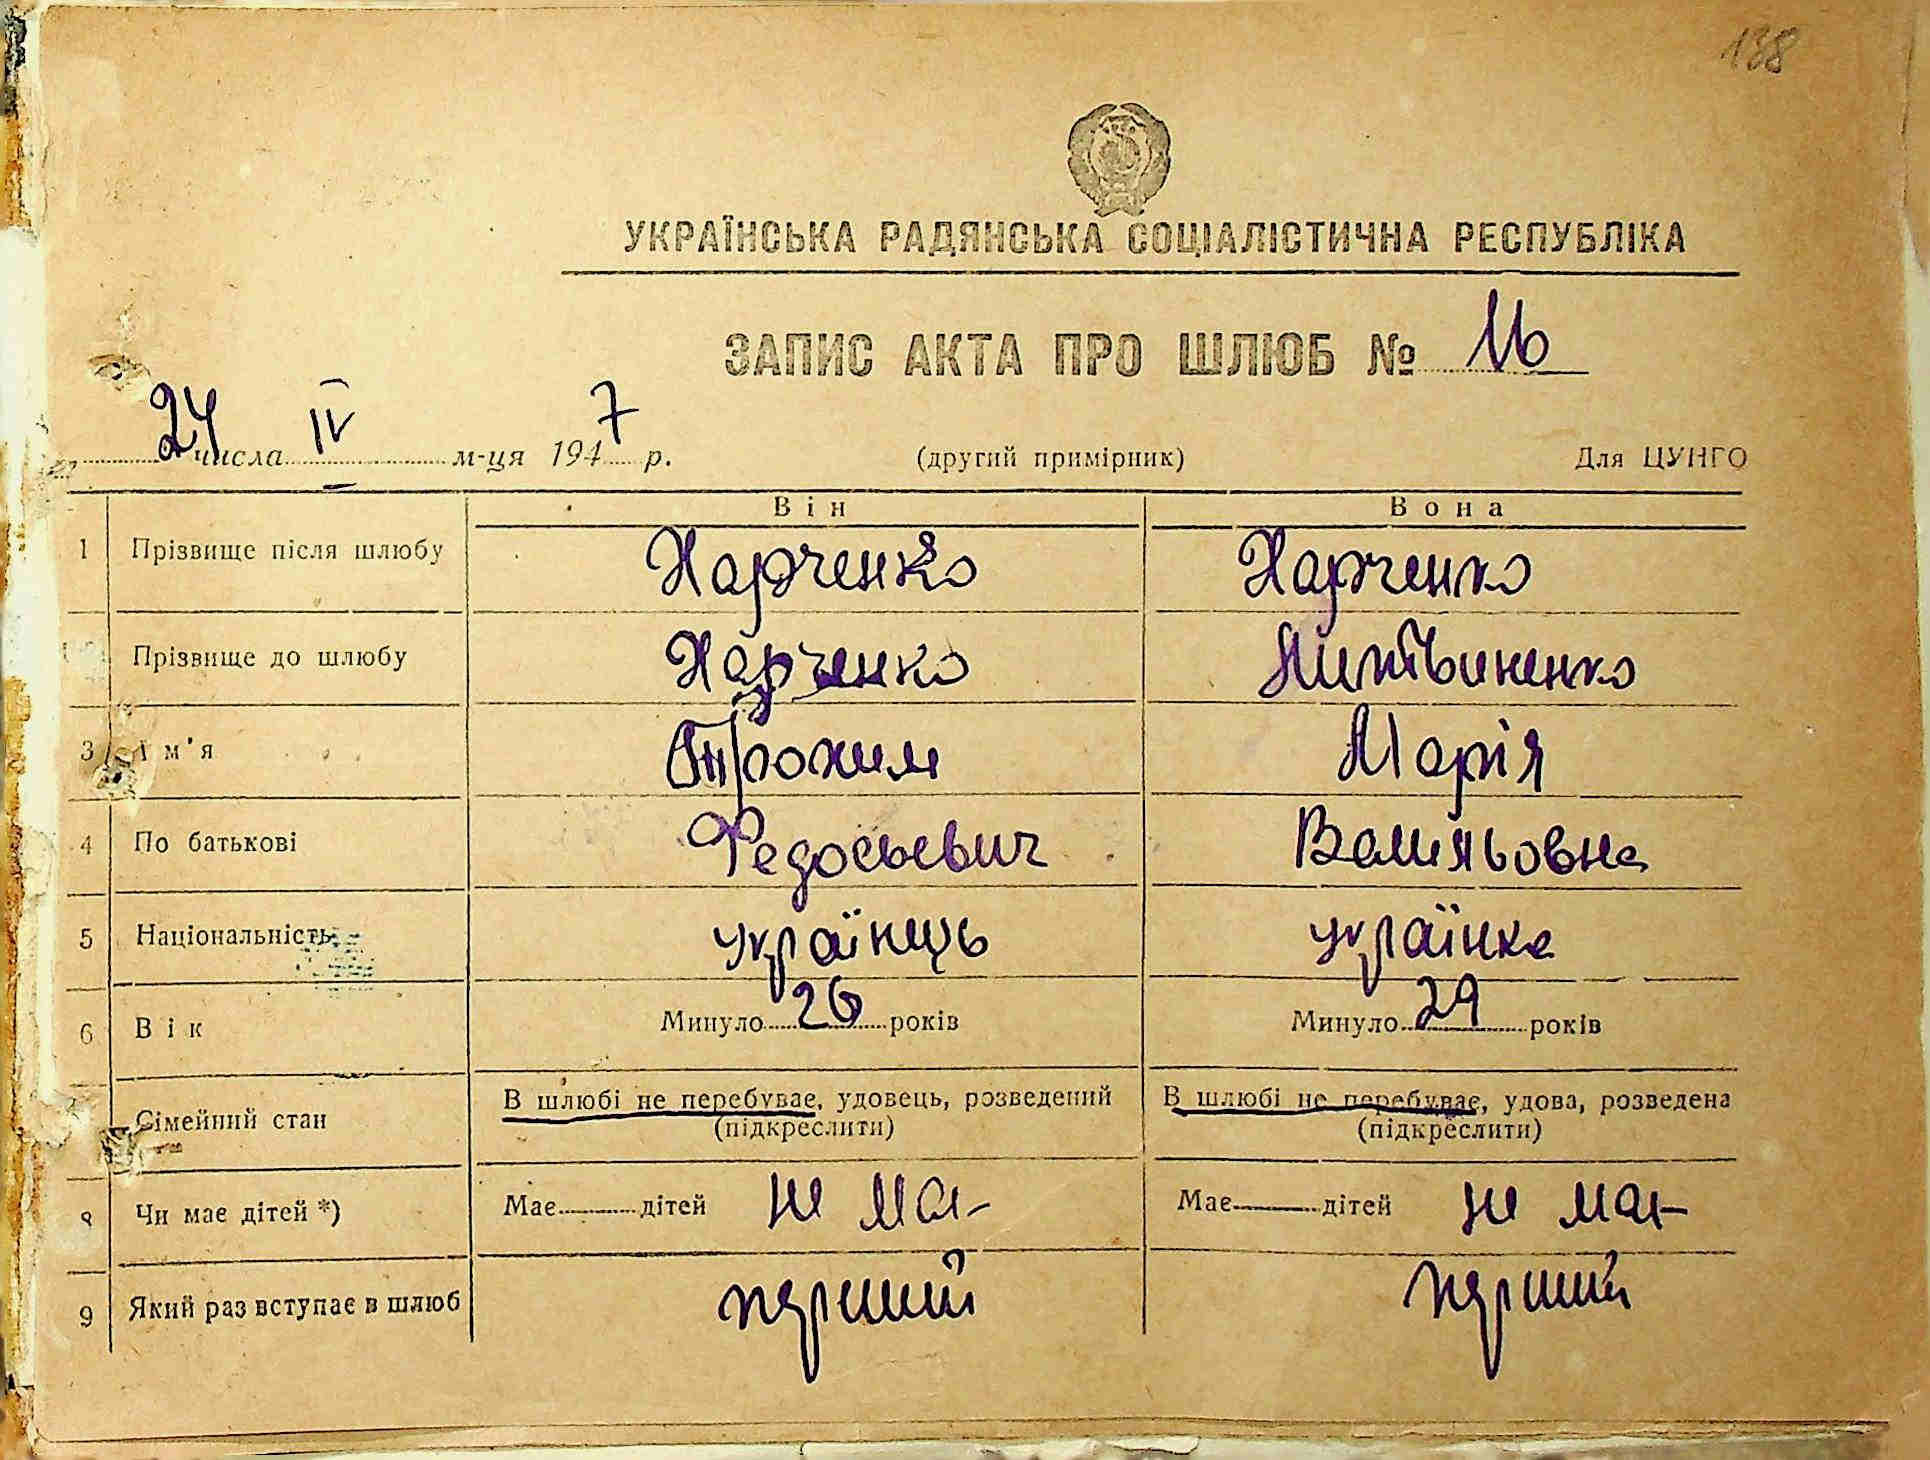 138
УКРАЇНСЬКА РАДЯНСЬКА СОЦІАЛІСТИЧНА РЕСПУБЛІКА
ЗАПИС АКТА ПРО ШЛЮБ № 16
24 числа IV м-ця 1947 р. (другий примірник) Для ЦУНГО
Він Вона
1 Прізвище після шлюбу Харченко Харченко
Прізвище до шлюбу Харченко Литвиненко
3 Ім'я Трохим Марія
4 По батькові Федосьевич
5 Національність українць українка
6 Вік Минуло 26 років Минуло 29 років
7 Сімейний стан В шлюбі не перебуває, удовець, розведений В шлюбі не перебуває, удова, розведена
(підкреслити) (підкреслити)
8 Чи має дітей *) Має дітей не має Має дітей не має
9 Який раз вступає в шлюб перший перший